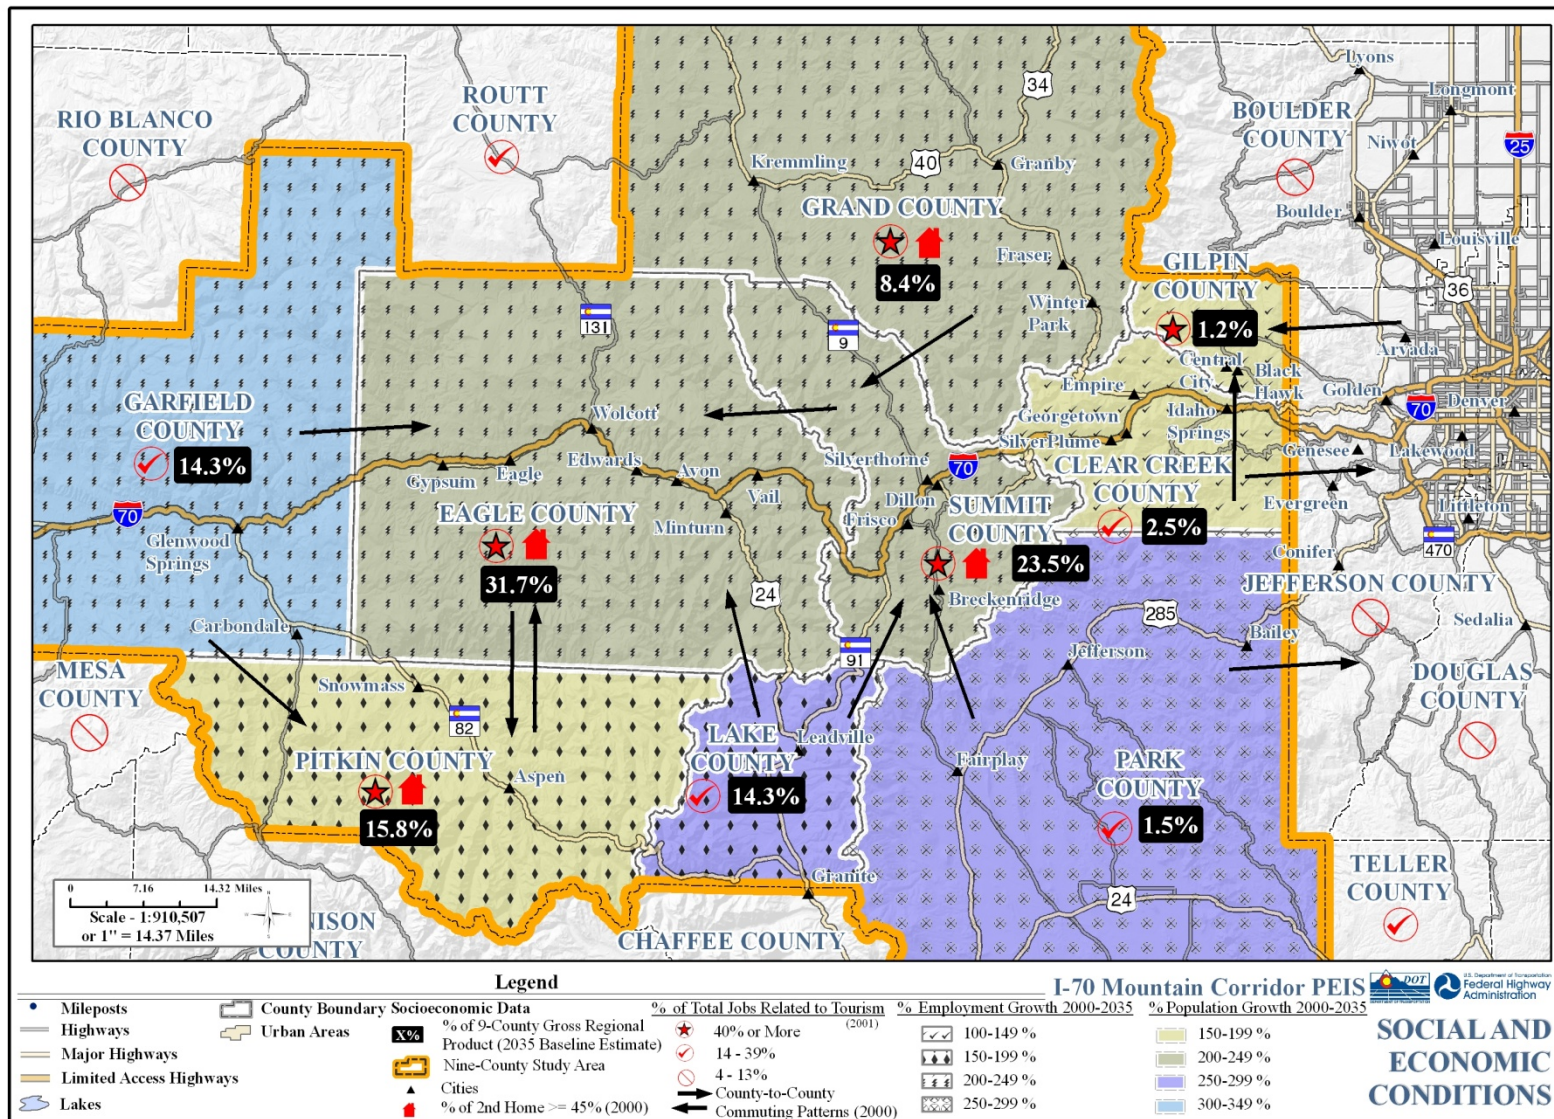 RIO BLANCO
COUNTY
ROUTT
COUNTY
34
BOULDER
COUNTY
Lyons
Longmont
Niwot
25
Kremmling
40
Granby
GRAND COUNTY
8.4%
Boulder
Louisville
36
Fraser
GILPIN
COUNTY
1.2%
Winter
Park
131
9
Arvada
Central
City
Black
Hawk
Golden
70
Denver
Empire
Georgetown
Idaho
Springs
SilverPlume
GARFIELD
COUNTY
14.3%
Wolcott
Edwards
Avon
Vail
Eagle
Gypsum
Silverthorne
70
Dillon
Genesee
Lakewood
CLEAR CREEK
COUNTY
2.5%
Evergreen
Littleton
470
70
Glenwood
Springs
EAGLE COUNTY
31.7%
Minturn
Frisco
SUMMIT
COUNTY
23.5%
Breckenridge
Conifer
JEFFERSON COUNTY
24
285
Bailey
Sedalia
Carbondale
91
Jefferson
MESA
COUNTY
Snowmass
82
DOUGLAS
COUNTY
PITKIN COUNTY
15.8%
Aspen
LAKE
COUNTY
14.3%
Leadville
Fairplay
PARK
COUNTY
1.5%
Granite
24
TELLER
COUNTY
CHAFFEE COUNTY
NISON
COUNTY
0 7.16 14.32 Miles
Scale - 1:910,507
or 1" = 14.37 Miles
Legend
Mileposts
Highways
Major Highways
Limited Access Highways
Lakes
County Boundary
Urban Areas
Socioeconomic Data
X% % of 9-County Gross Regional
Product (2035 Baseline Estimate)
Nine-County Study Area
Cities
% of 2nd Home >= 45% (2000)
% of Total Jobs Related to Tourism
(2001)
40% or More
14 - 39%
4 - 13%
County-to-County
Commuting Patterns (2000)
% Employment Growth 2000-2035
100-149 %
150-199 %
200-249 %
250-299 %
% Population Growth 2000-2035
150-199 %
200-249 %
250-299 %
300-349 %
I-70 Mountain Corridor PEIS
DOT
U.S. Department of Transportation
Federal Highway
Administration
SOCIAL AND
ECONOMIC
CONDITIONS